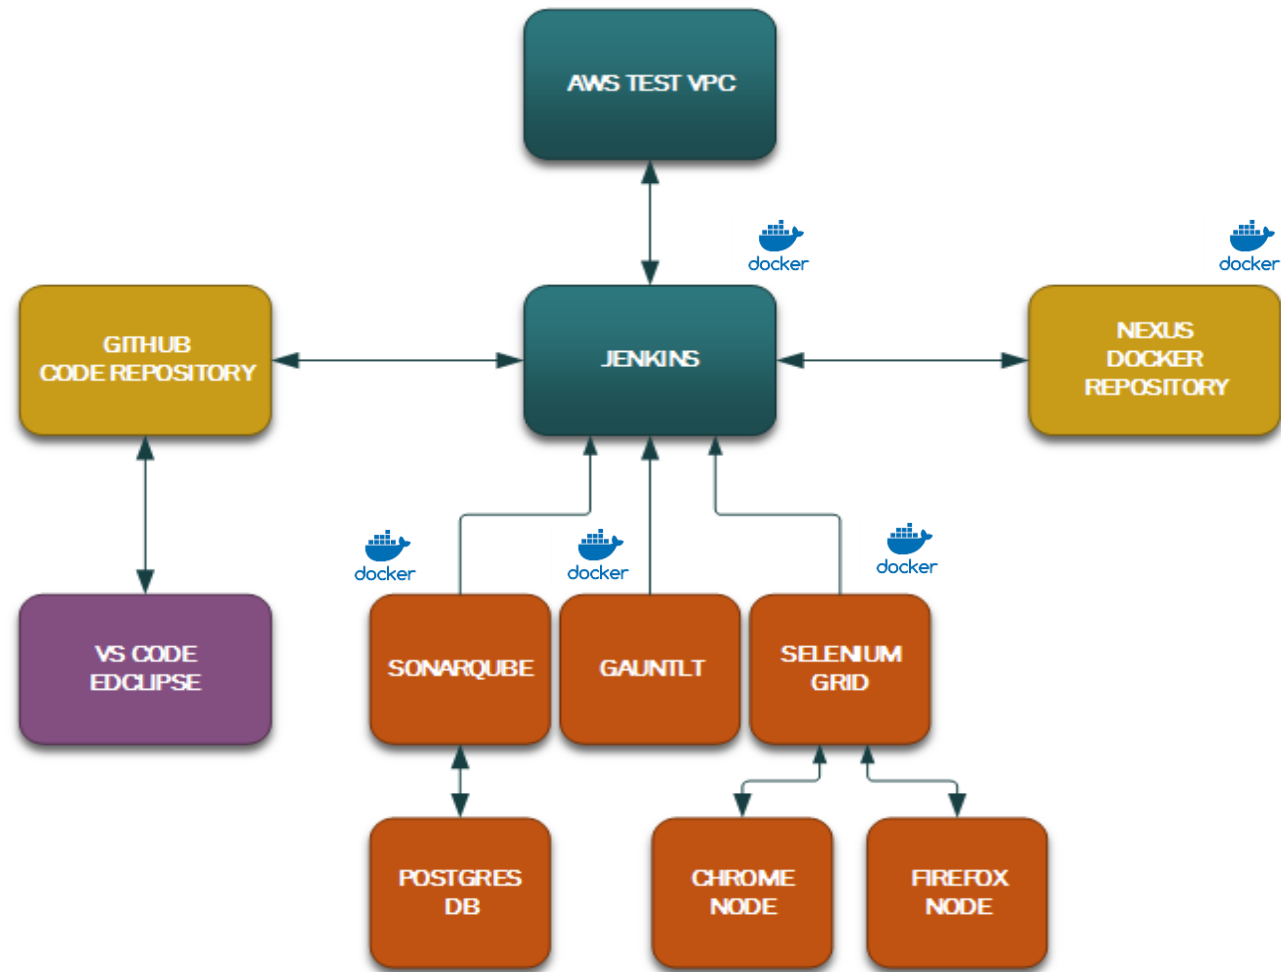 AWS TEST VPC
docker
docker
GITHUB
CODE REPOSITORY
JENKINS
NEXUS
DOCKER
REPOSITORY
docker
docker
docker
VS CODE
EDCLIPSE
SONARQUBE
GAUNTLT
SELENIUM
GRID
POSTGRES
DB
CHROME
NODE
FIREFOX
NODE